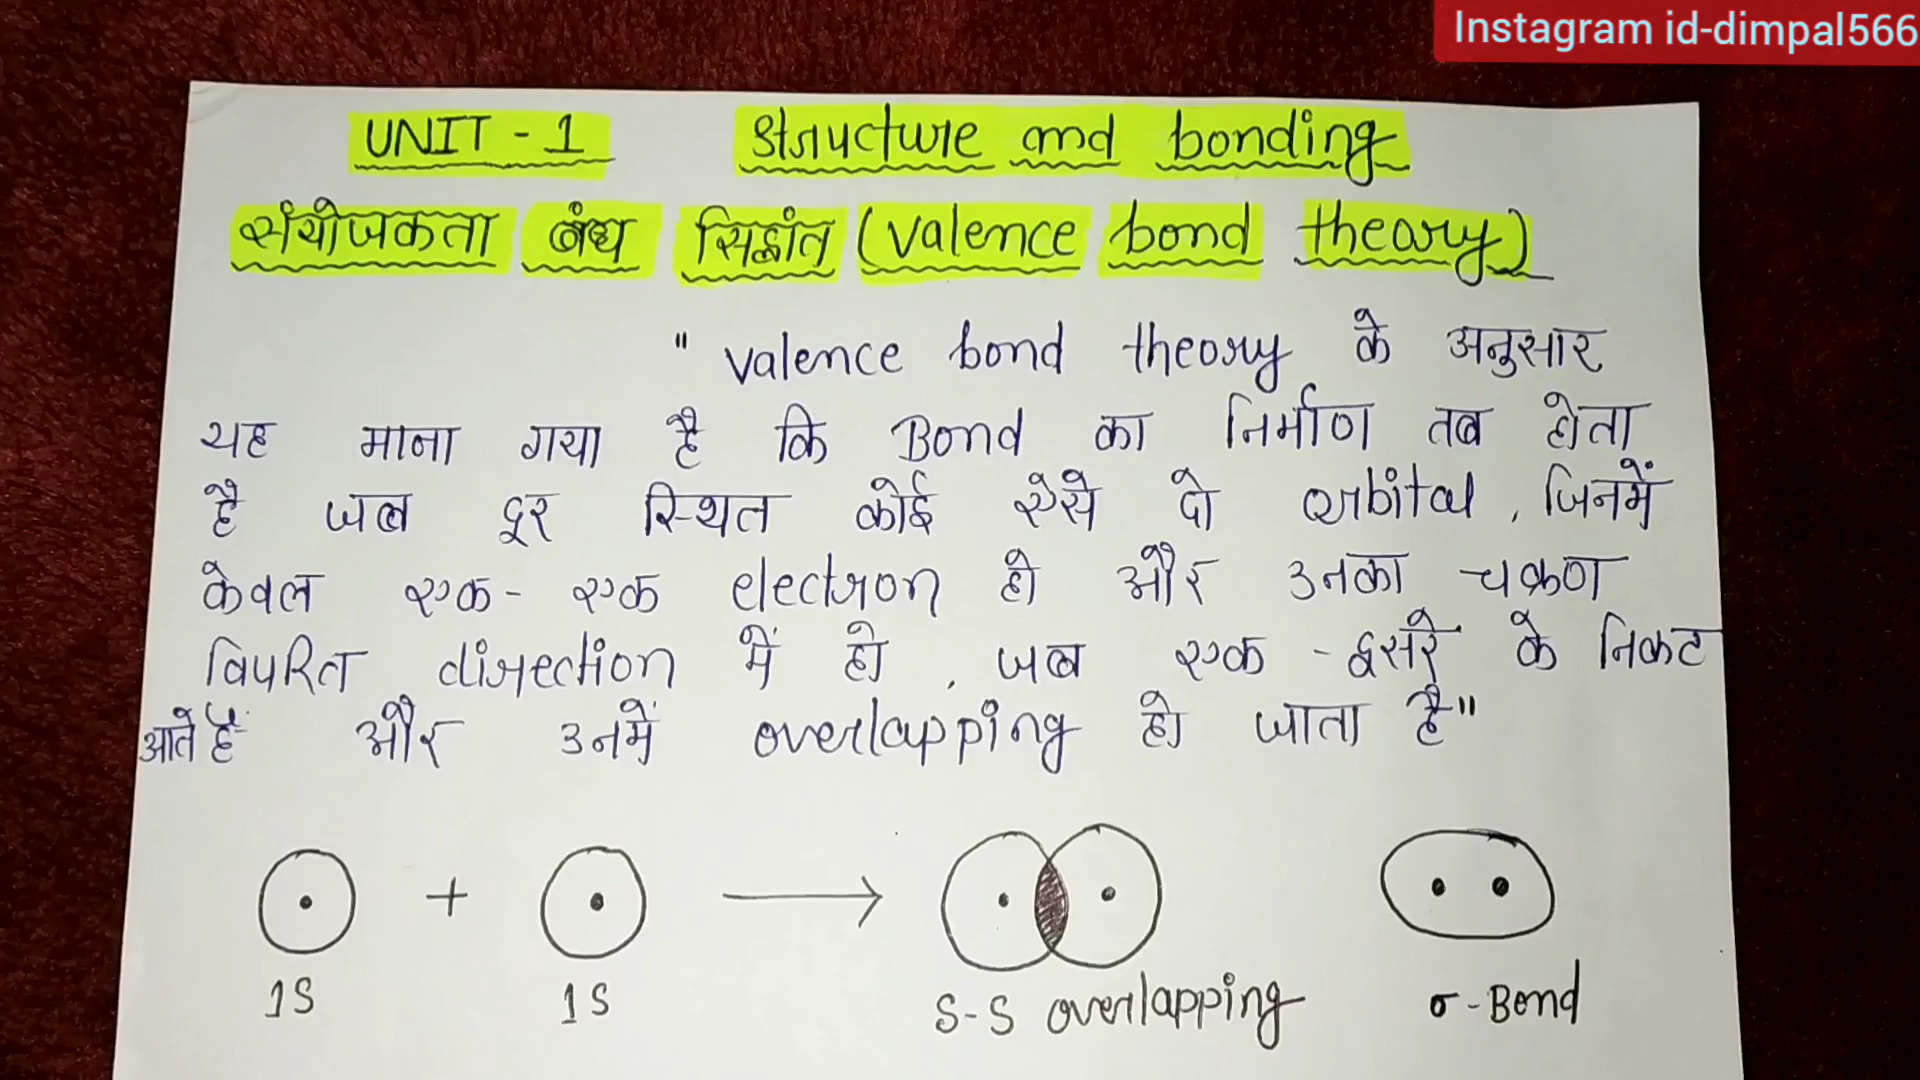 Instagram id-dimpal566
UNIT - 1 Structure and bonding
संयोजकता बंध सिद्धांत (valence bond theory)
" valence bond theory के अनुसार
यह माना गया है कि Bond का निर्माण तब होता
है जब दूर स्थित कोई ऐसे दो orbital , जिनमें
केवल एक- एक electron हो और उनका चक्रण
विपरित direction में हो , जब एक -दूसरे के निकट
आते हैं और उनमें overlapping हो जाता है"
+
1S 1S S-S overlapping σ-Bond